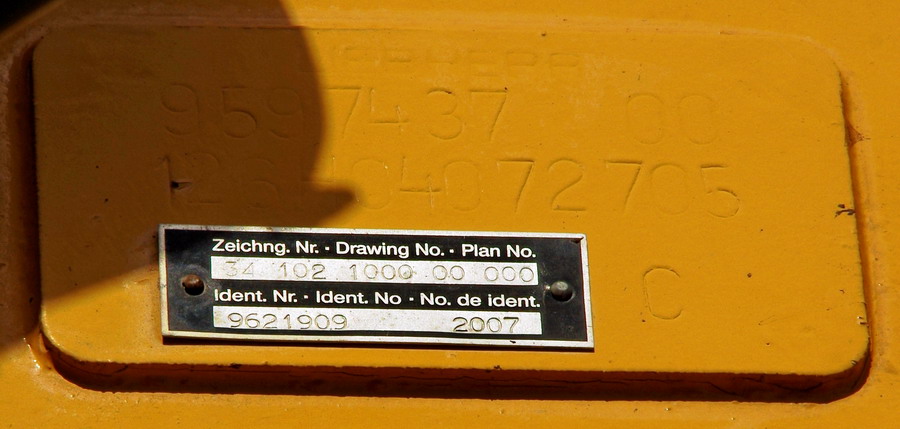 9597437 00
Zeichng. Nr. · Drawing No. · Plan No.
34 102 1000 00 000
Ident. Nr. · Ident. No · No. de ident.
9621909 2007
C